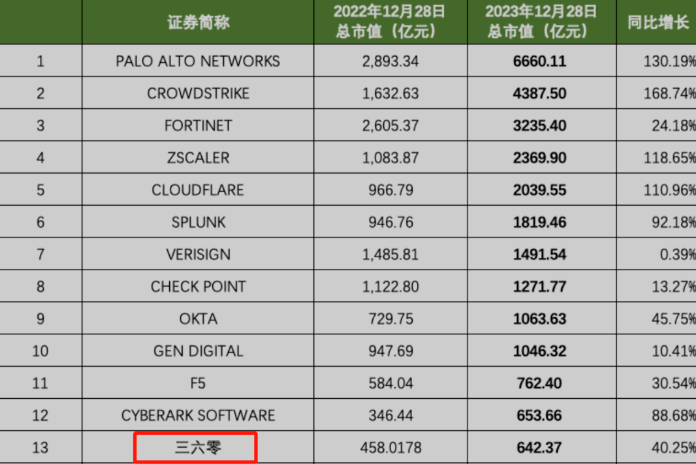 证券简称 2022年12月28日 总市值（亿元） 2023年12月28日 总市值（亿元） 同比增长
1 PALO ALTO NETWORKS 2,893.34 6660.11 130.19%
2 CROWDSTRIKE 1,632.63 4387.50 168.74%
3 FORTINET 2,605.37 3235.40 24.18%
4 ZSCALER 1,083.87 2369.90 118.65%
5 CLOUDFLARE 966.79 2039.55 110.96%
6 SPLUNK 946.76 1819.46 92.18%
7 VERISIGN 1,485.81 1491.54 0.39%
8 CHECK POINT 1,122.80 1271.77 13.27%
9 OKTA 729.75 1063.63 45.75%
10 GEN DIGITAL 947.69 1046.32 10.41%
11 F5 584.04 762.40 30.54%
12 CYBERARK SOFTWARE 346.44 653.66 88.68%
13 三六零 458.0178 642.37 40.25%